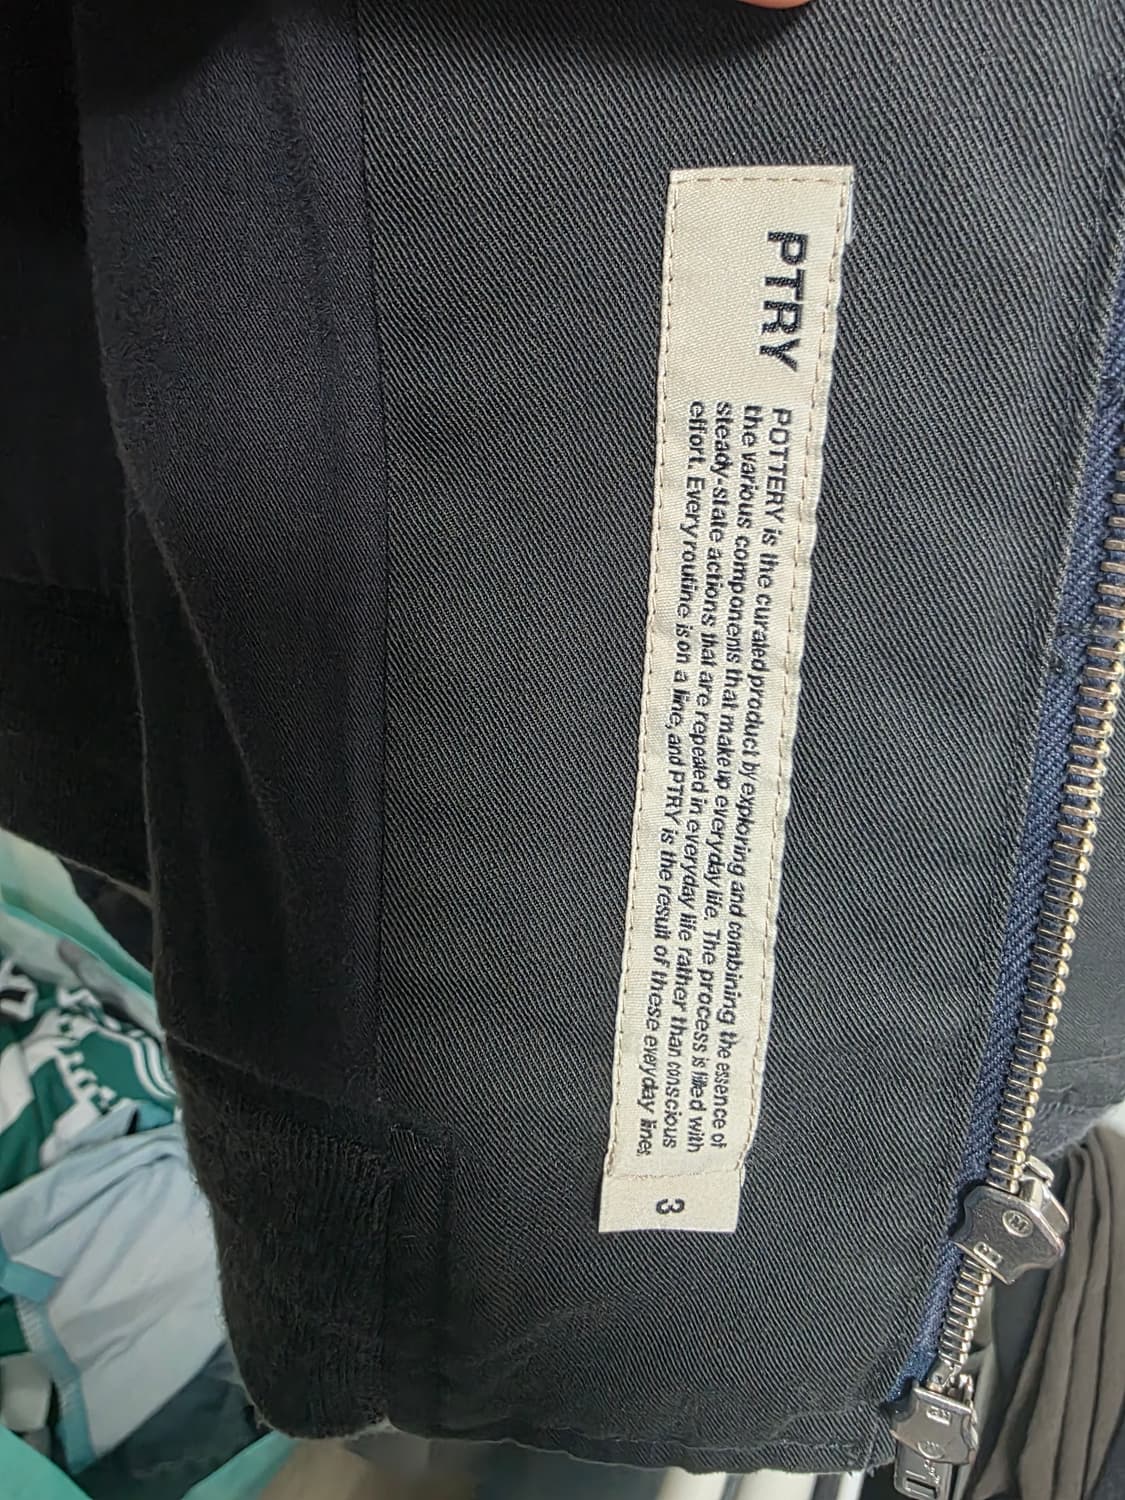 PTRY
POTTERY is the curated product by exploring and combining the essence of
the various components that make up everyday life. The process is filled with
steady-state actions that are repeated in everyday life rather than conscious
effort. Every routine is on a line, and PTRY is the result of these everyday lines.
3